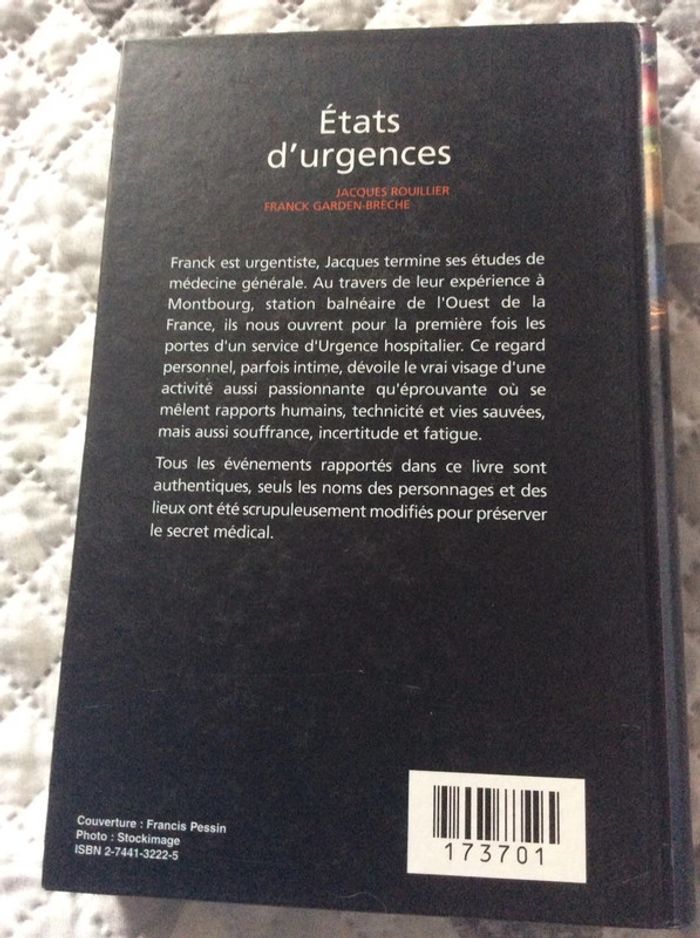 États
d'urgences
JACQUES ROUILLIER
FRANCK GARDEN-BRÈCHE
Franck est urgentiste, Jacques termine ses études de
médecine générale. Au travers de leur expérience à
Montbourg, station balnéaire de l'Ouest de la
France, ils nous ouvrent pour la première fois les
portes d'un service d'Urgence hospitalier. Ce regard
personnel, parfois intime, dévoile le vrai visage d'une
activité aussi passionnante qu'éprouvante où se
mêlent rapports humains, technicité et vies sauvées,
mais aussi souffrance, incertitude et fatigue.
Tous les événements rapportés dans ce livre sont
authentiques, seuls les noms des personnages et des
lieux ont été scrupuleusement modifiés pour préserver
le secret médical.
Couverture : Francis Pessin
Photo : Stockimage
ISBN 2-7441-3222-5
173701